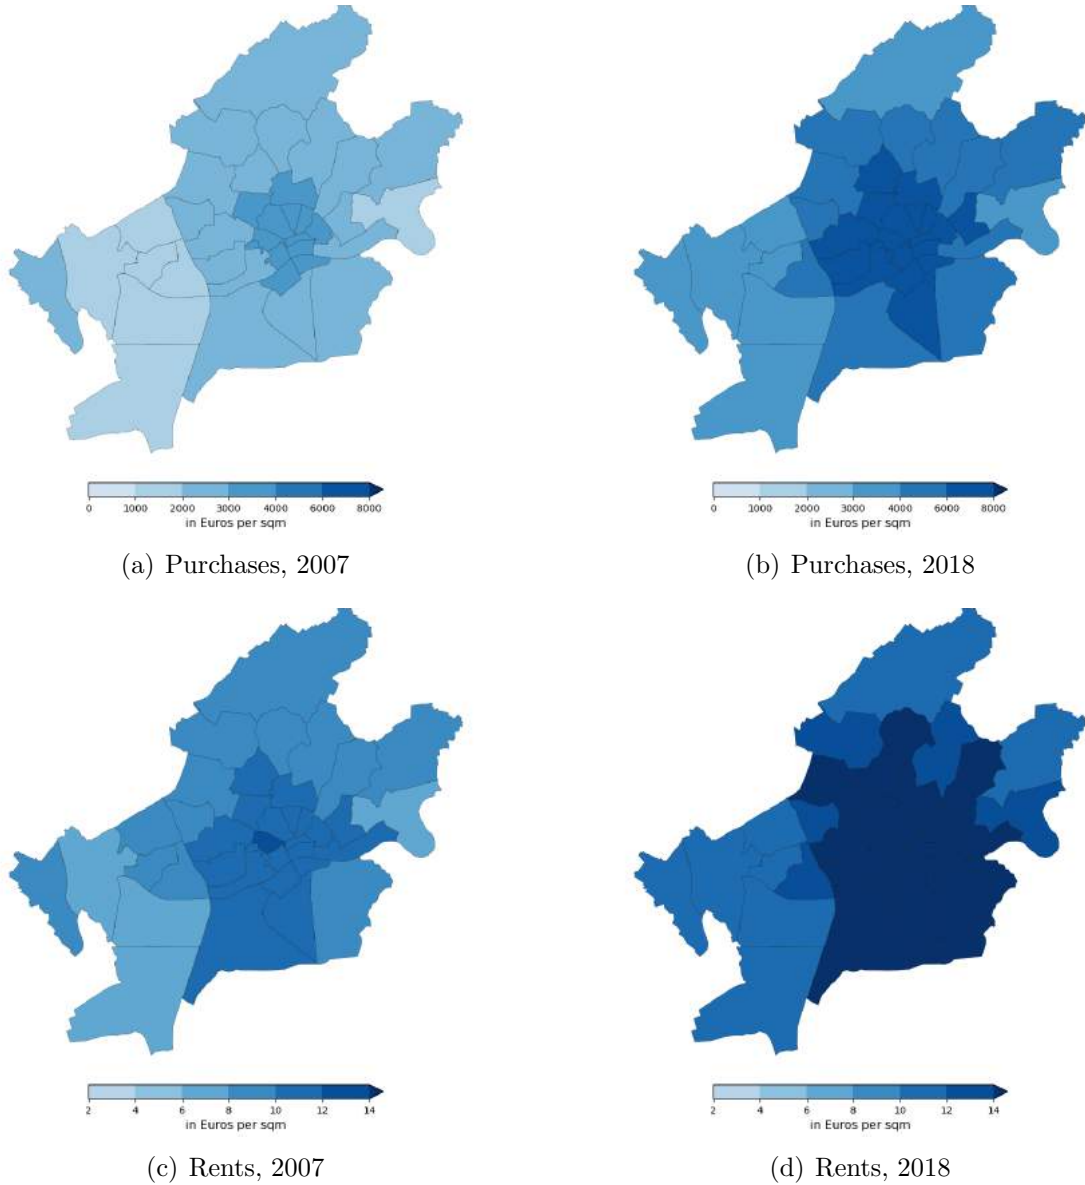 0 1000 2000 3000 4000 6000 8000
in Euros per sqm
(a) Purchases, 2007
0 1000 2000 3000 4000 6000 8000
in Euros per sqm
(b) Purchases, 2018
2 4 6 8 10 12 14
in Euros per sqm
(c) Rents, 2007
2 4 6 8 10 12 14
in Euros per sqm
(d) Rents, 2018